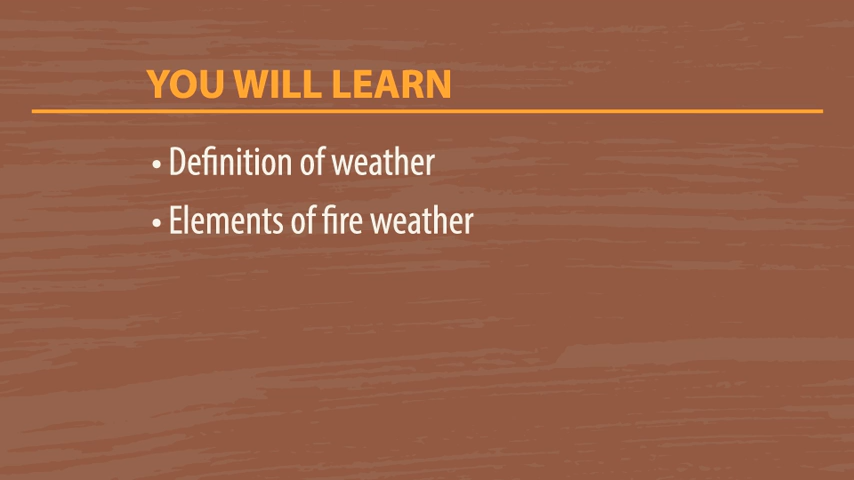 YOU WILL LEARN
• Definition of weather
• Elements of fire weather